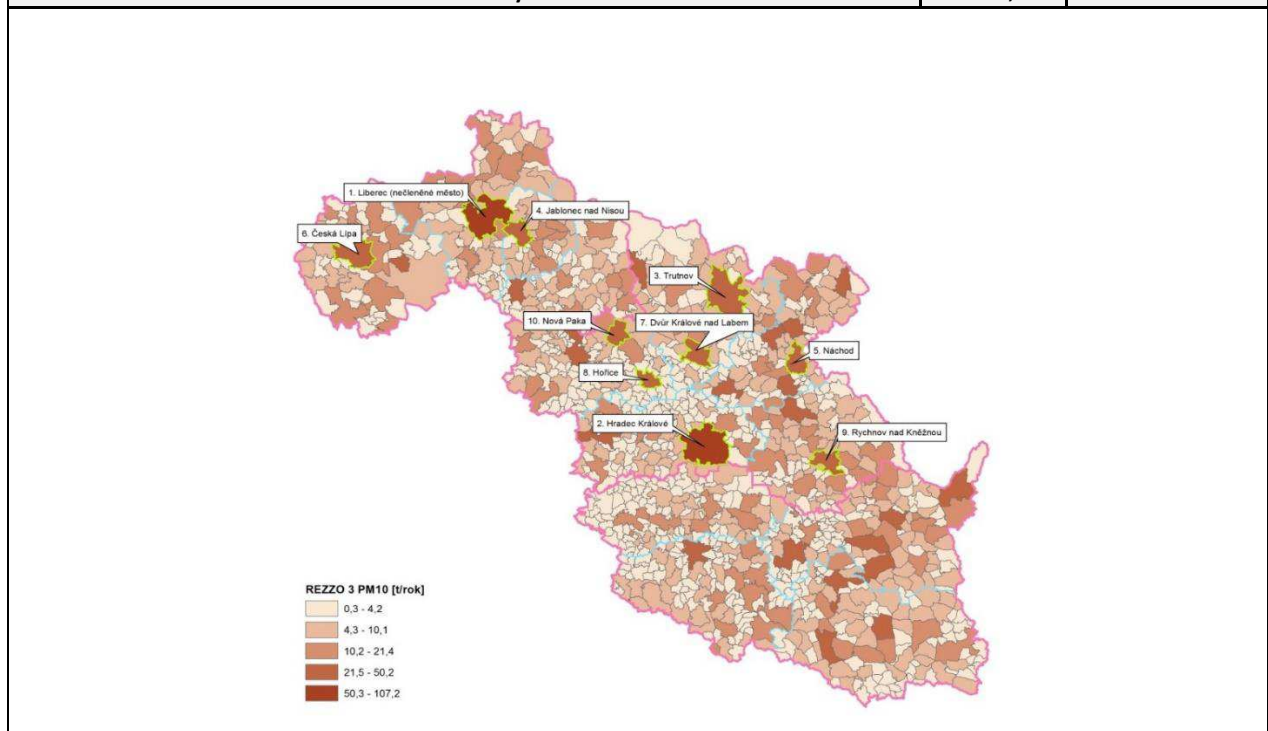 1. Liberec (nečleněné město)
4. Jablonec nad Nisou
6. Česká Lípa
3. Trutnov
10. Nová Paka
7. Dvůr Králové nad Labem
5. Náchod
8. Hořice
2. Hradec Králové
9. Rychnov nad Kněžnou
REZZO 3 PM10 [t/rok]
0,3 - 4,2
4,3 - 10,1
10,2 - 21,4
21,5 - 50,2
50,3 - 107,2